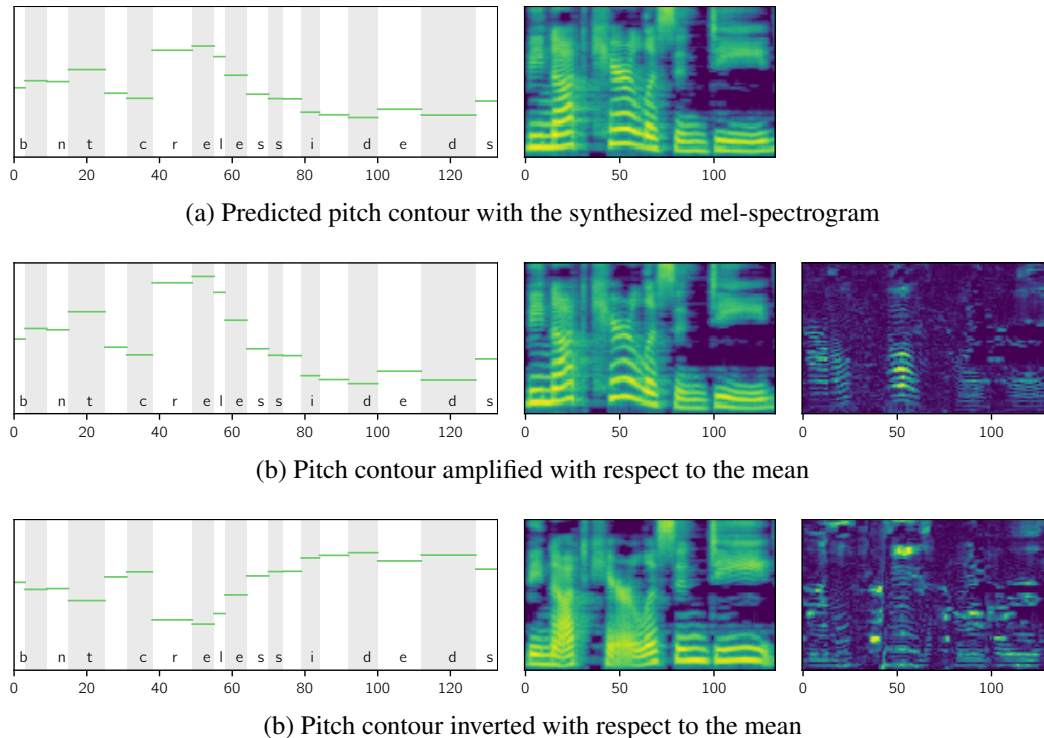 b n t c r e l e s s i d e d s
0 20 40 60 80 100 120
0 50 100
(a) Predicted pitch contour with the synthesized mel-spectrogram
b n t c r e l e s s i d e d s
0 20 40 60 80 100 120
0 50 100
0 50 100
(b) Pitch contour amplified with respect to the mean
b n t c r e l e s s i d e d s
0 20 40 60 80 100 120
0 50 100
0 50 100
(b) Pitch contour inverted with respect to the mean